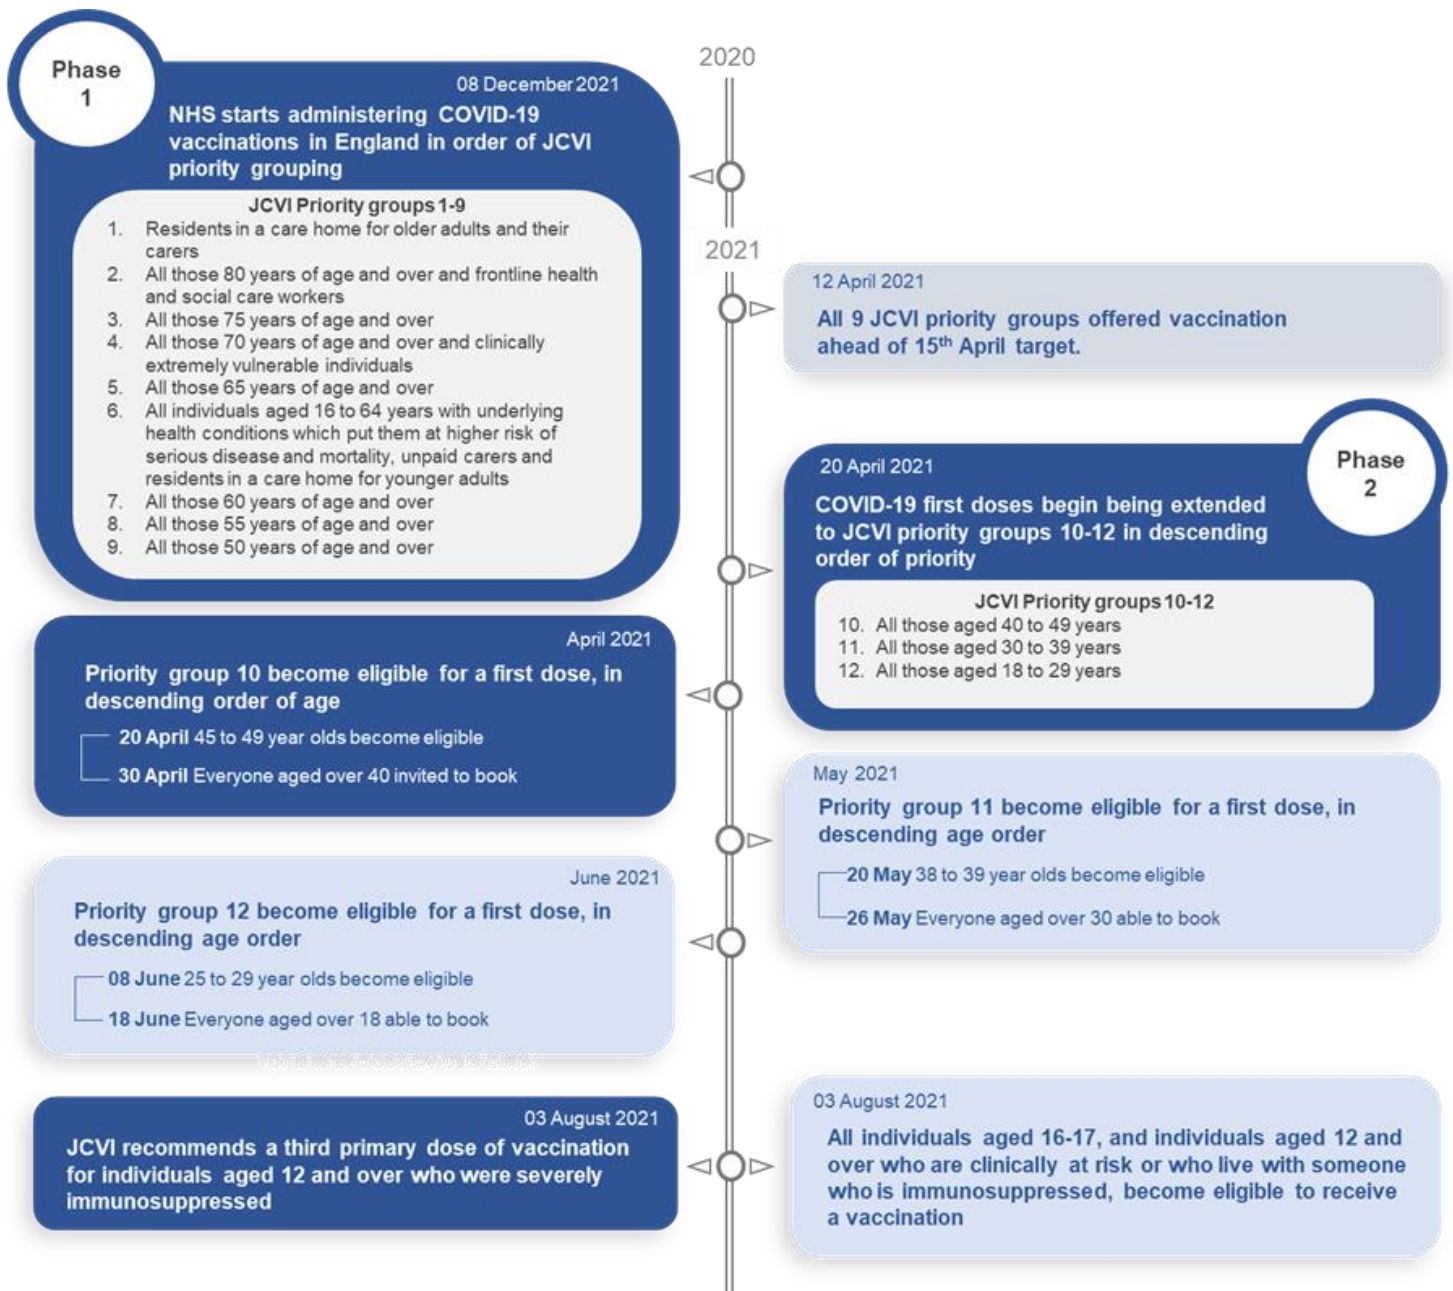 Phase
1
08 December 2021
NHS starts administering COVID-19
vaccinations in England in order of JCVI
priority grouping
JCVI Priority groups 1-9
1. Residents in a care home for older adults and their
carers
2. All those 80 years of age and over and frontline health
and social care workers
3. All those 75 years of age and over
4. All those 70 years of age and over and clinically
extremely vulnerable individuals
5. All those 65 years of age and over
6. All individuals aged 16 to 64 years with underlying
health conditions which put them at higher risk of
serious disease and mortality, unpaid carers and
residents in a care home for younger adults
7. All those 60 years of age and over
8. All those 55 years of age and over
9. All those 50 years of age and over
2020
2021
12 April 2021
All 9 JCVI priority groups offered vaccination
ahead of 15th April target.
Phase
2
20 April 2021
COVID-19 first doses begin being extended
to JCVI priority groups 10-12 in descending
order of priority
JCVI Priority groups 10-12
10. All those aged 40 to 49 years
11. All those aged 30 to 39 years
12. All those aged 18 to 29 years
April 2021
Priority group 10 become eligible for a first dose, in
descending order of age
20 April 45 to 49 year olds become eligible
30 April Everyone aged over 40 invited to book
May 2021
Priority group 11 become eligible for a first dose, in
descending age order
20 May 38 to 39 year olds become eligible
26 May Everyone aged over 30 able to book
June 2021
Priority group 12 become eligible for a first dose, in
descending age order
08 June 25 to 29 year olds become eligible
18 June Everyone aged over 18 able to book
03 August 2021
JCVI recommends a third primary dose of vaccination
for individuals aged 12 and over who were severely
immunosuppressed
03 August 2021
All individuals aged 16-17, and individuals aged 12 and
over who are clinically at risk or who live with someone
who is immunosuppressed, become eligible to receive
a vaccination